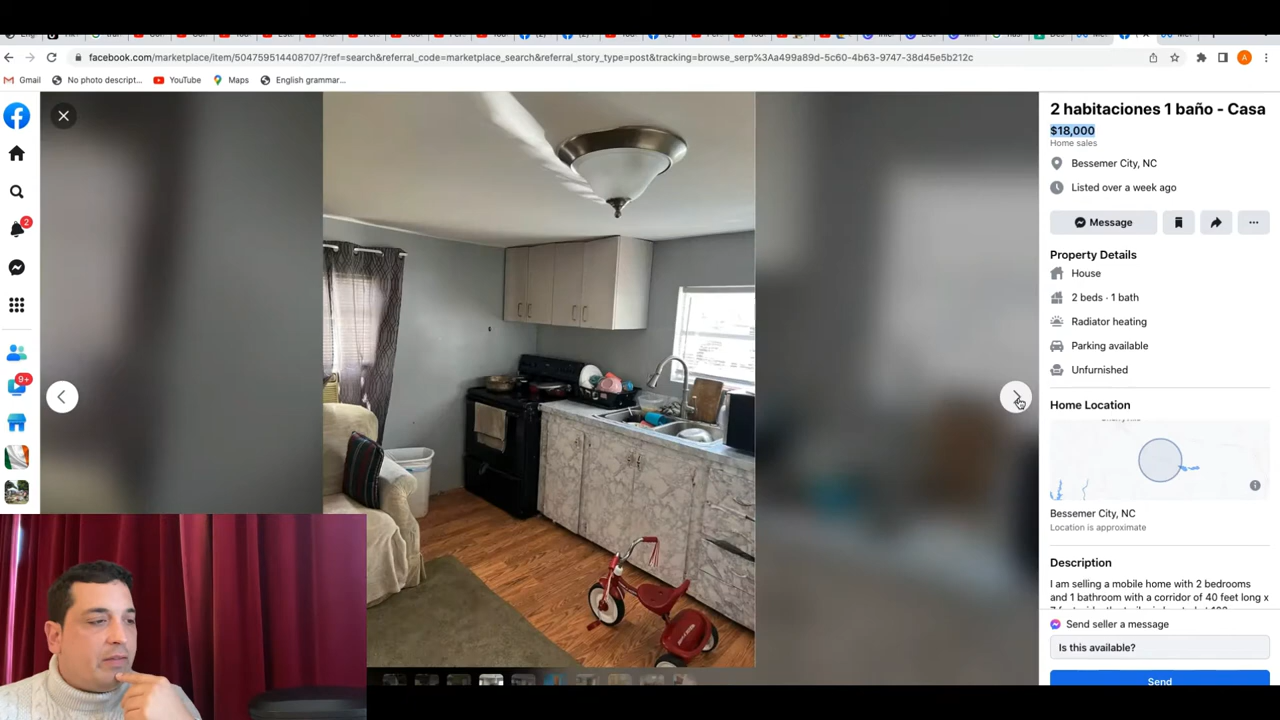 facebook.com/marketplace/item/504759514408707/?ref=search&referral_code=marketplace_search&referral_story_type=post&tracking=browse_serp%3Aa499a89d-5c60-4b63-9747-38d45e5b212c
A
Gmail
No photo descript...
YouTube
Maps
English grammar...
2
9+
2 habitaciones 1 baño - Casa
$18,000
Home sales
Bessemer City, NC
Listed over a week ago
Message
Property Details
House
2 beds · 1 bath
Radiator heating
Parking available
Unfurnished
Home Location
Bessemer City, NC
Location is approximate
Description
I am selling a mobile home with 2 bedrooms
and 1 bathroom with a corridor of 40 feet long x
Send seller a message
Is this available?
Send